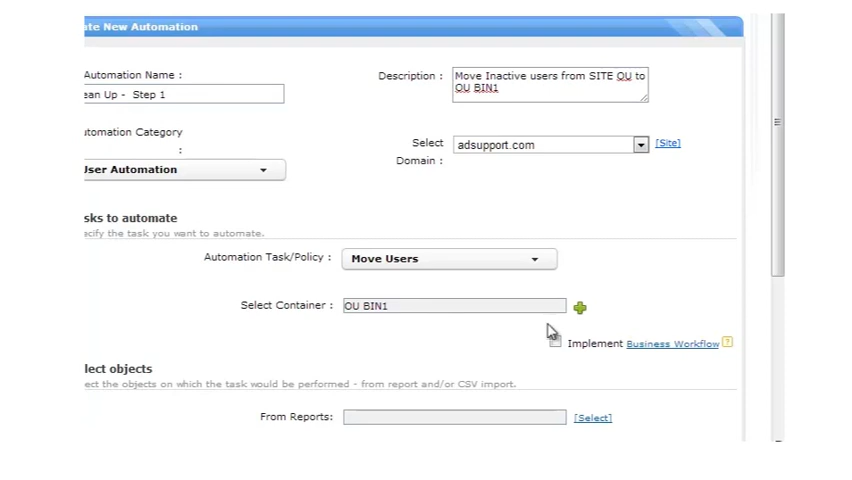 ate New Automation
Automation Name :
Description :
Move Inactive users from SITE OU to
OU BIN1
ean Up - Step 1
utomation Category
:
Select
Domain :
adsupport.com
[Site]
User Automation
sks to automate
ecify the task you want to automate.
Automation Task/Policy :
Move Users
Select Container :
OU BIN1
Implement Business Workflow ?
lect objects
ect the objects on which the task would be performed - from report and/or CSV import.
From Reports:
[Select]